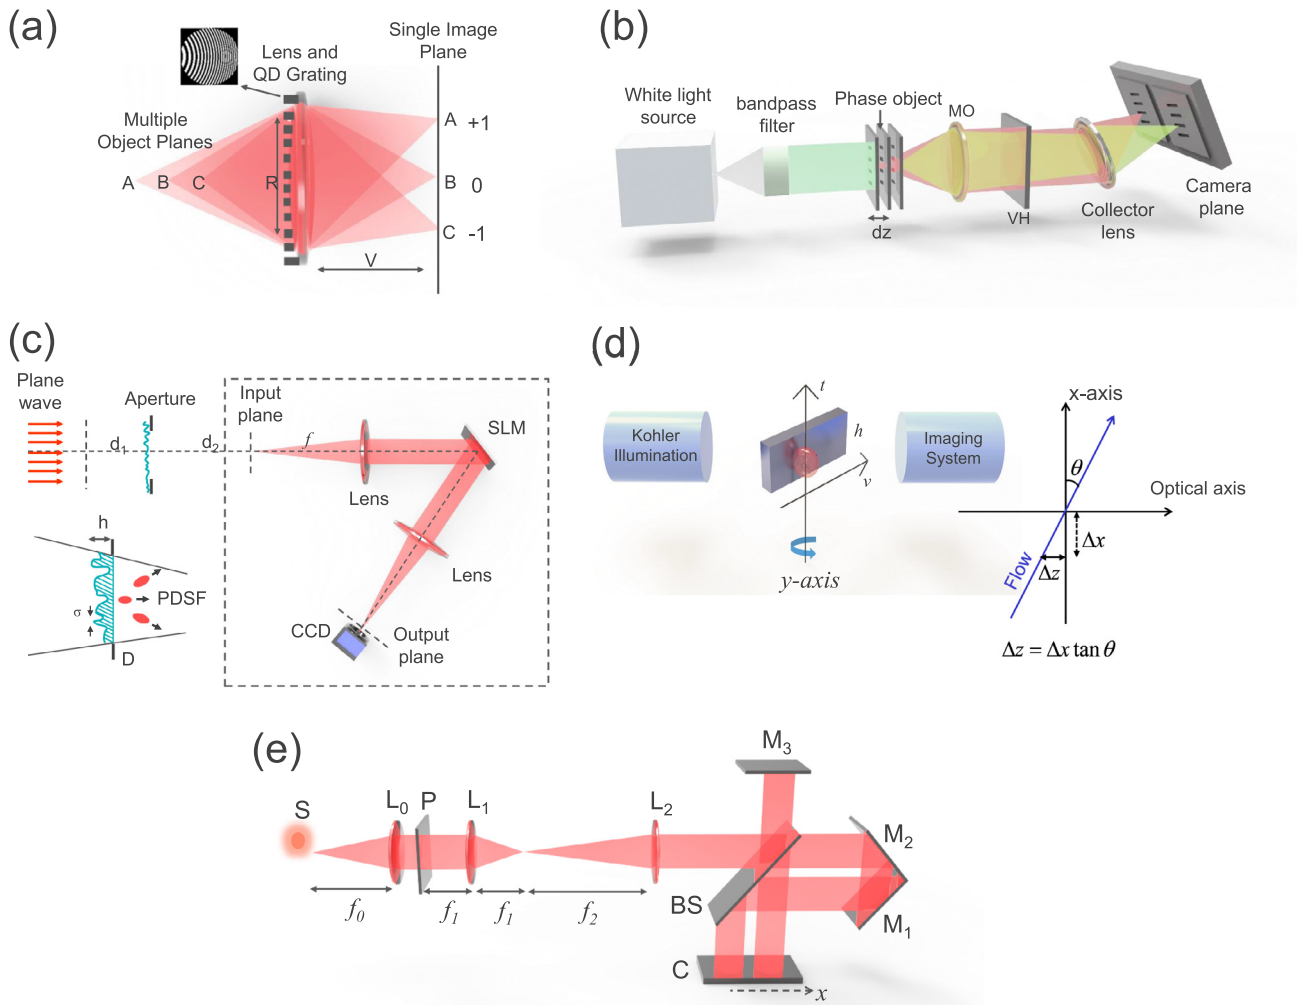 (a)
Single Image
Plane
Lens and
QD Grating
Multiple
Object Planes
A B C
R
A +1
B 0
C -1
V
(b)
White light
source
bandpass
filter
Phase object
MO
dz
VH
Collector
lens
Camera
plane
(c)
Plane
wave
Aperture
Input
plane
d1
d2
f
SLM
Lens
Lens
h
σ
PDSF
D
CCD
Output
plane
(d)
Kohler
Illumination
t
h
v
y-axis
Imaging
System
x-axis
θ
Optical axis
Δx
Δz
Flow
Δz = Δx tan θ
(e)
S
L0
P
L1
L2
M3
M2
M1
BS
C
x
f0
f1
f1
f2